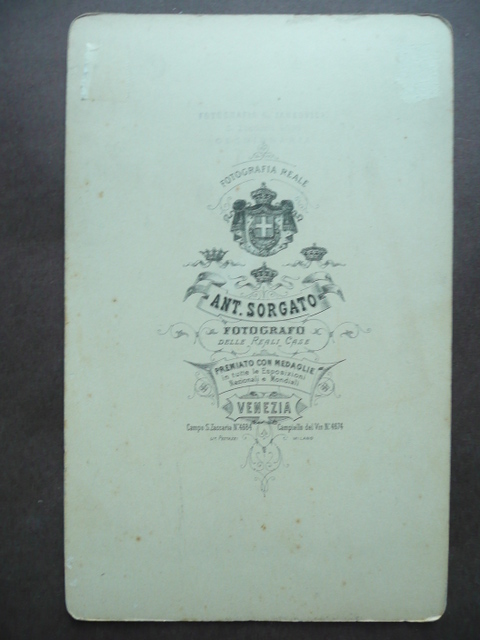 FOTOGRAFIA REALE
ANT. SORGATO
FOTOGRAFO
DELLE REALI CASE
PREMIATO CON MEDAGLIE
in tutte le Esposizioni
Nazionali e Mondiali
VENEZIA
Campo S. Zaccaria N.º 4684 Campiello del Vin N.º 4674